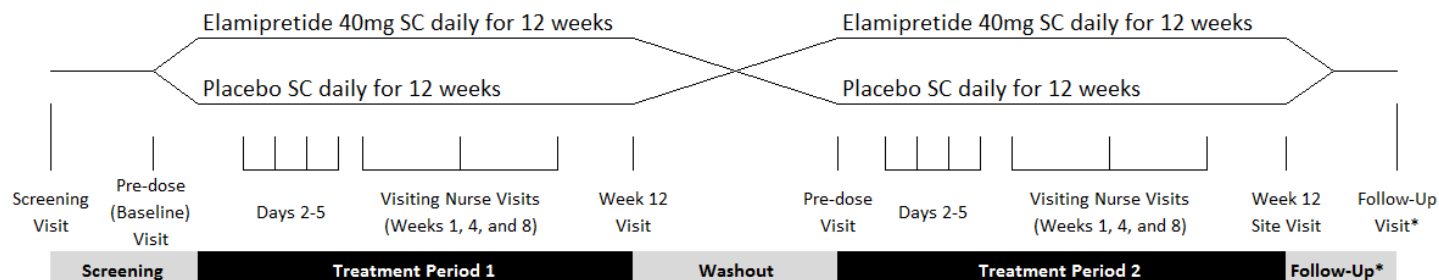 Elamipretide 40mg SC daily for 12 weeks
Elamipretide 40mg SC daily for 12 weeks
Placebo SC daily for 12 weeks
Placebo SC daily for 12 weeks
Screening
Visit
Pre-dose
(Baseline)
Visit
Days 2-5
Visiting Nurse Visits
(Weeks 1, 4, and 8)
Week 12
Visit
Pre-dose
Visit
Days 2-5
Visiting Nurse Visits
(Weeks 1, 4, and 8)
Week 12
Site Visit
Follow-Up
Visit*
Screening
Treatment Period 1
Washout
Treatment Period 2
Follow-Up*